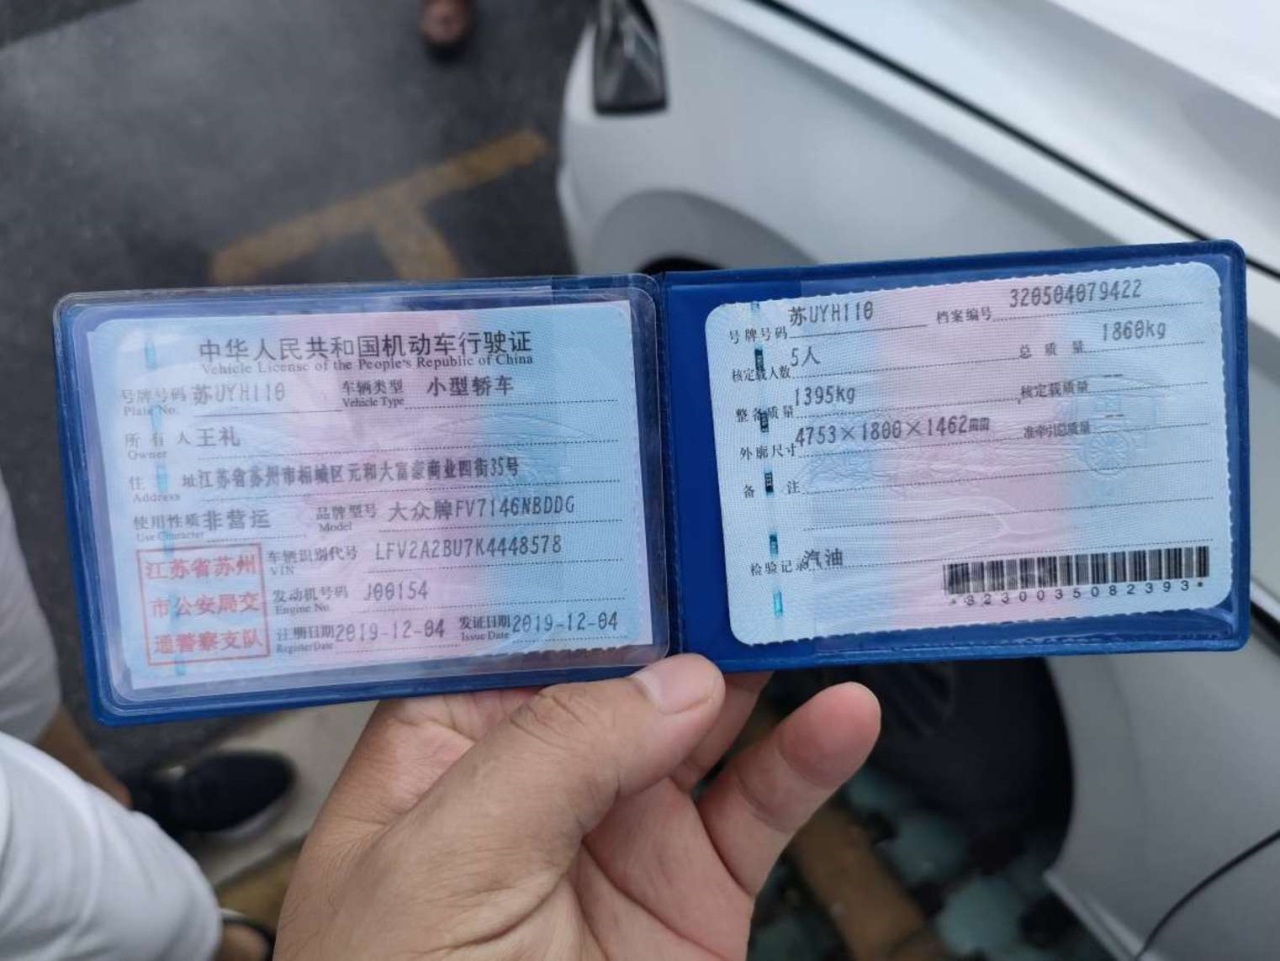 中华人民共和国机动车行驶证
Vehicle License of the People's Republic of China
号牌号码 苏UYH110 车辆类型 小型轿车
Plate No. Vehicle Type
所有人 王礼
Owner
住址 江苏省苏州市相城区元和大富豪商业四街35号
Address
使用性质 非营运 品牌型号 大众牌FV7146NBDDG
Use Character Model
江苏省苏州
市公安局交
通警察支队
车辆识别代号 LFV2A2BU7K4448578
VIN
发动机号码 J00154
Engine No.
注册日期 2019-12-04 发证日期 2019-12-04
Register Date Issue Date
号牌号码 苏UYH110 档案编号 320504079422
核定载人数 5人 总质量 1860kg
整备质量 1395kg 核定载质量 --
外廓尺寸 4753×1800×1462mm 准牵引总质量 --
备注
检验记录 汽油
*3230035082393*